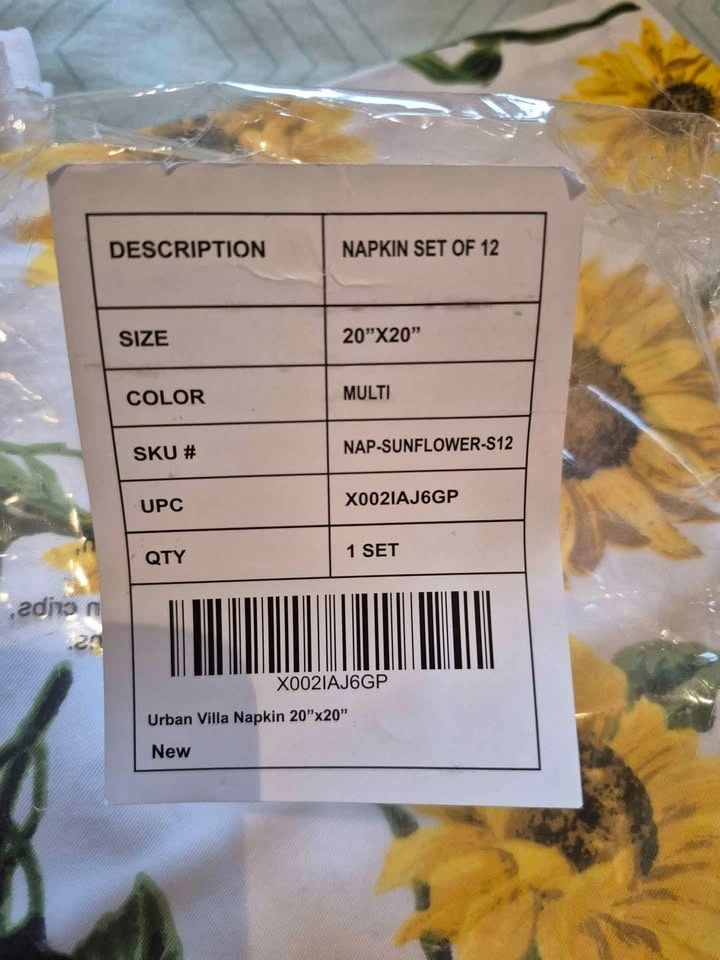 DESCRIPTION NAPKIN SET OF 12
SIZE 20”X20”
COLOR MULTI
SKU # NAP-SUNFLOWER-S12
UPC X002IAJ6GP
QTY 1 SET
X002IAJ6GP
Urban Villa Napkin 20”x20”
New
n cribs,